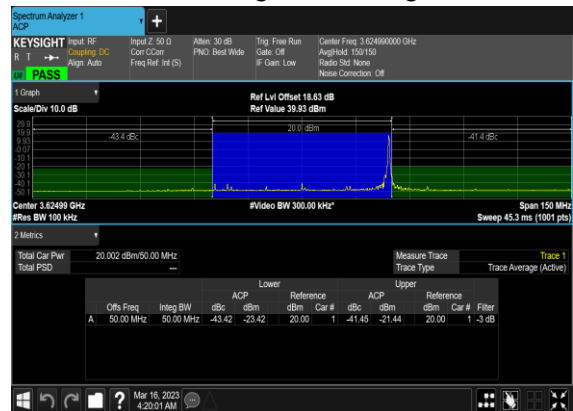 Spectrum Analyzer 1
ACP
+
KEYSIGHT Input: RF Input Z: 50 Ω Atten: 30 dB Trig: Free Run Center Freq: 3.624990000 GHz
R T Coupling: DC Corr CCorr PNO: Best Wide Gate: Off Avg|Hold: 150/150
Align: Auto Freq Ref: Int (S) IF Gain: Low Radio Std: None
LW PASS Noise Correction: Off
1 Graph
Ref Lvl Offset 18.63 dB
Scale/Div 10.0 dB Ref Value 39.93 dBm
29.9
19.9 20.0 dBm
9.93 -43.4 dBc -41.4 dBc
-0.07
-10.1
-20.1
-30.1
-40.1
-50.1
Center 3.62499 GHz #Video BW 300.00 kHz* Span 150 MHz
#Res BW 100 kHz Sweep 45.3 ms (1001 pts)
2 Metrics
Total Car Pwr 20.002 dBm/50.00 MHz Measure Trace Trace 1
Total PSD --- Trace Type Trace Average (Active)
Lower Upper
ACP Reference ACP Reference
Offs Freq Integ BW dBc dBm dBm Car # dBc dBm dBm Car # Filter
A 50.00 MHz 50.00 MHz -43.42 -23.42 20.00 1 -41.45 -21.44 20.00 1 -3 dB
? Mar 16, 2023
4:20:01 AM